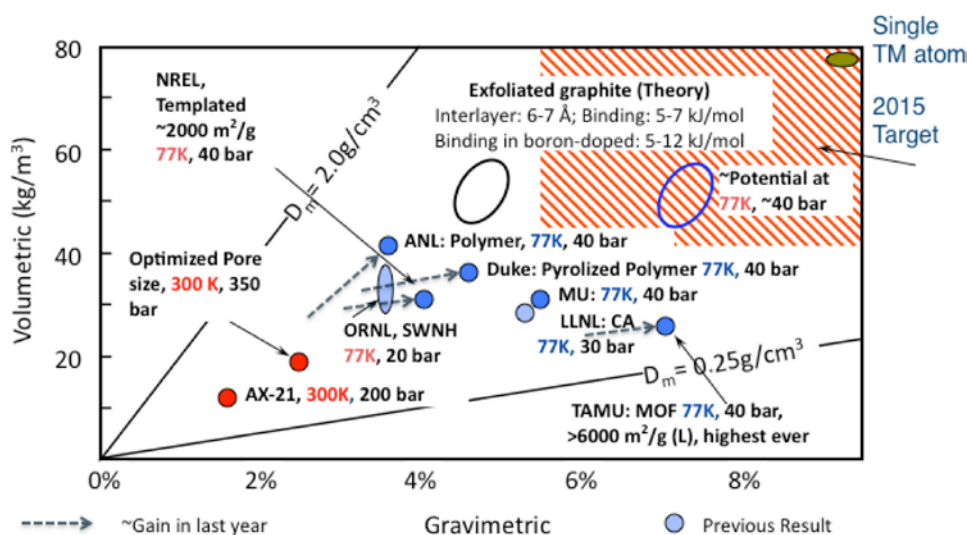 80
60
40
20
Volumetric (kg/m³)
0%
2%
4%
6%
8%
Gravimetric
NREL,
Templated
~2000 m²/g
77K, 40 bar
Dₘ = 2.0g/cm³
Exfoliated graphite (Theory)
Interlayer: 6-7 Å; Binding: 5-7 kJ/mol
Binding in boron-doped: 5-12 kJ/mol
Single
TM atom
2015
Target
~Potential at
77K, ~40 bar
ANL: Polymer, 77K, 40 bar
Optimized Pore
size, 300 K, 350
bar
Duke: Pyrolized Polymer 77K, 40 bar
MU: 77K, 40 bar
ORNL, SWNH
77K, 20 bar
LLNL: CA
77K, 30 bar
Dₘ = 0.25g/cm³
AX-21, 300K, 200 bar
TAMU: MOF 77K, 40 bar,
>6000 m²/g (L), highest ever
~Gain in last year
Previous Result